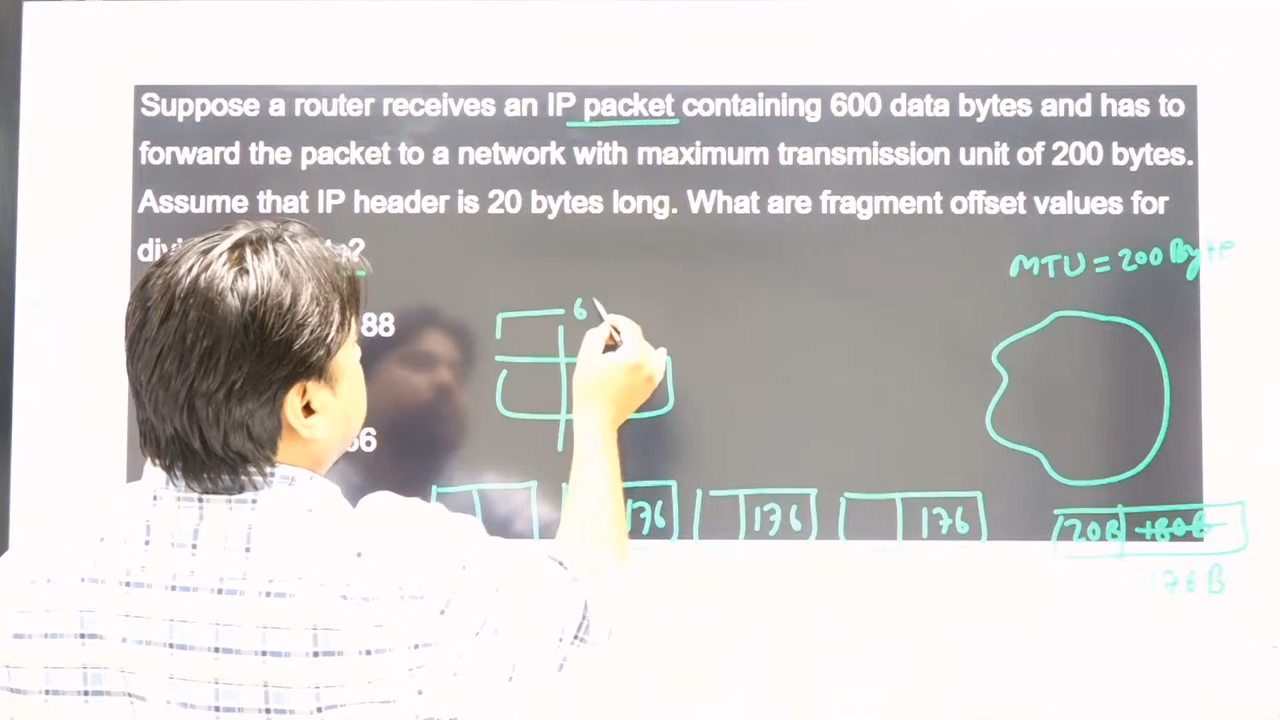 Suppose a router receives an IP packet containing 600 data bytes and has to
forward the packet to a network with maximum transmission unit of 200 bytes.
Assume that IP header is 20 bytes long. What are fragment offset values for
MTU = 200 Byte
6
88
176 176 176
20B 180B
176B